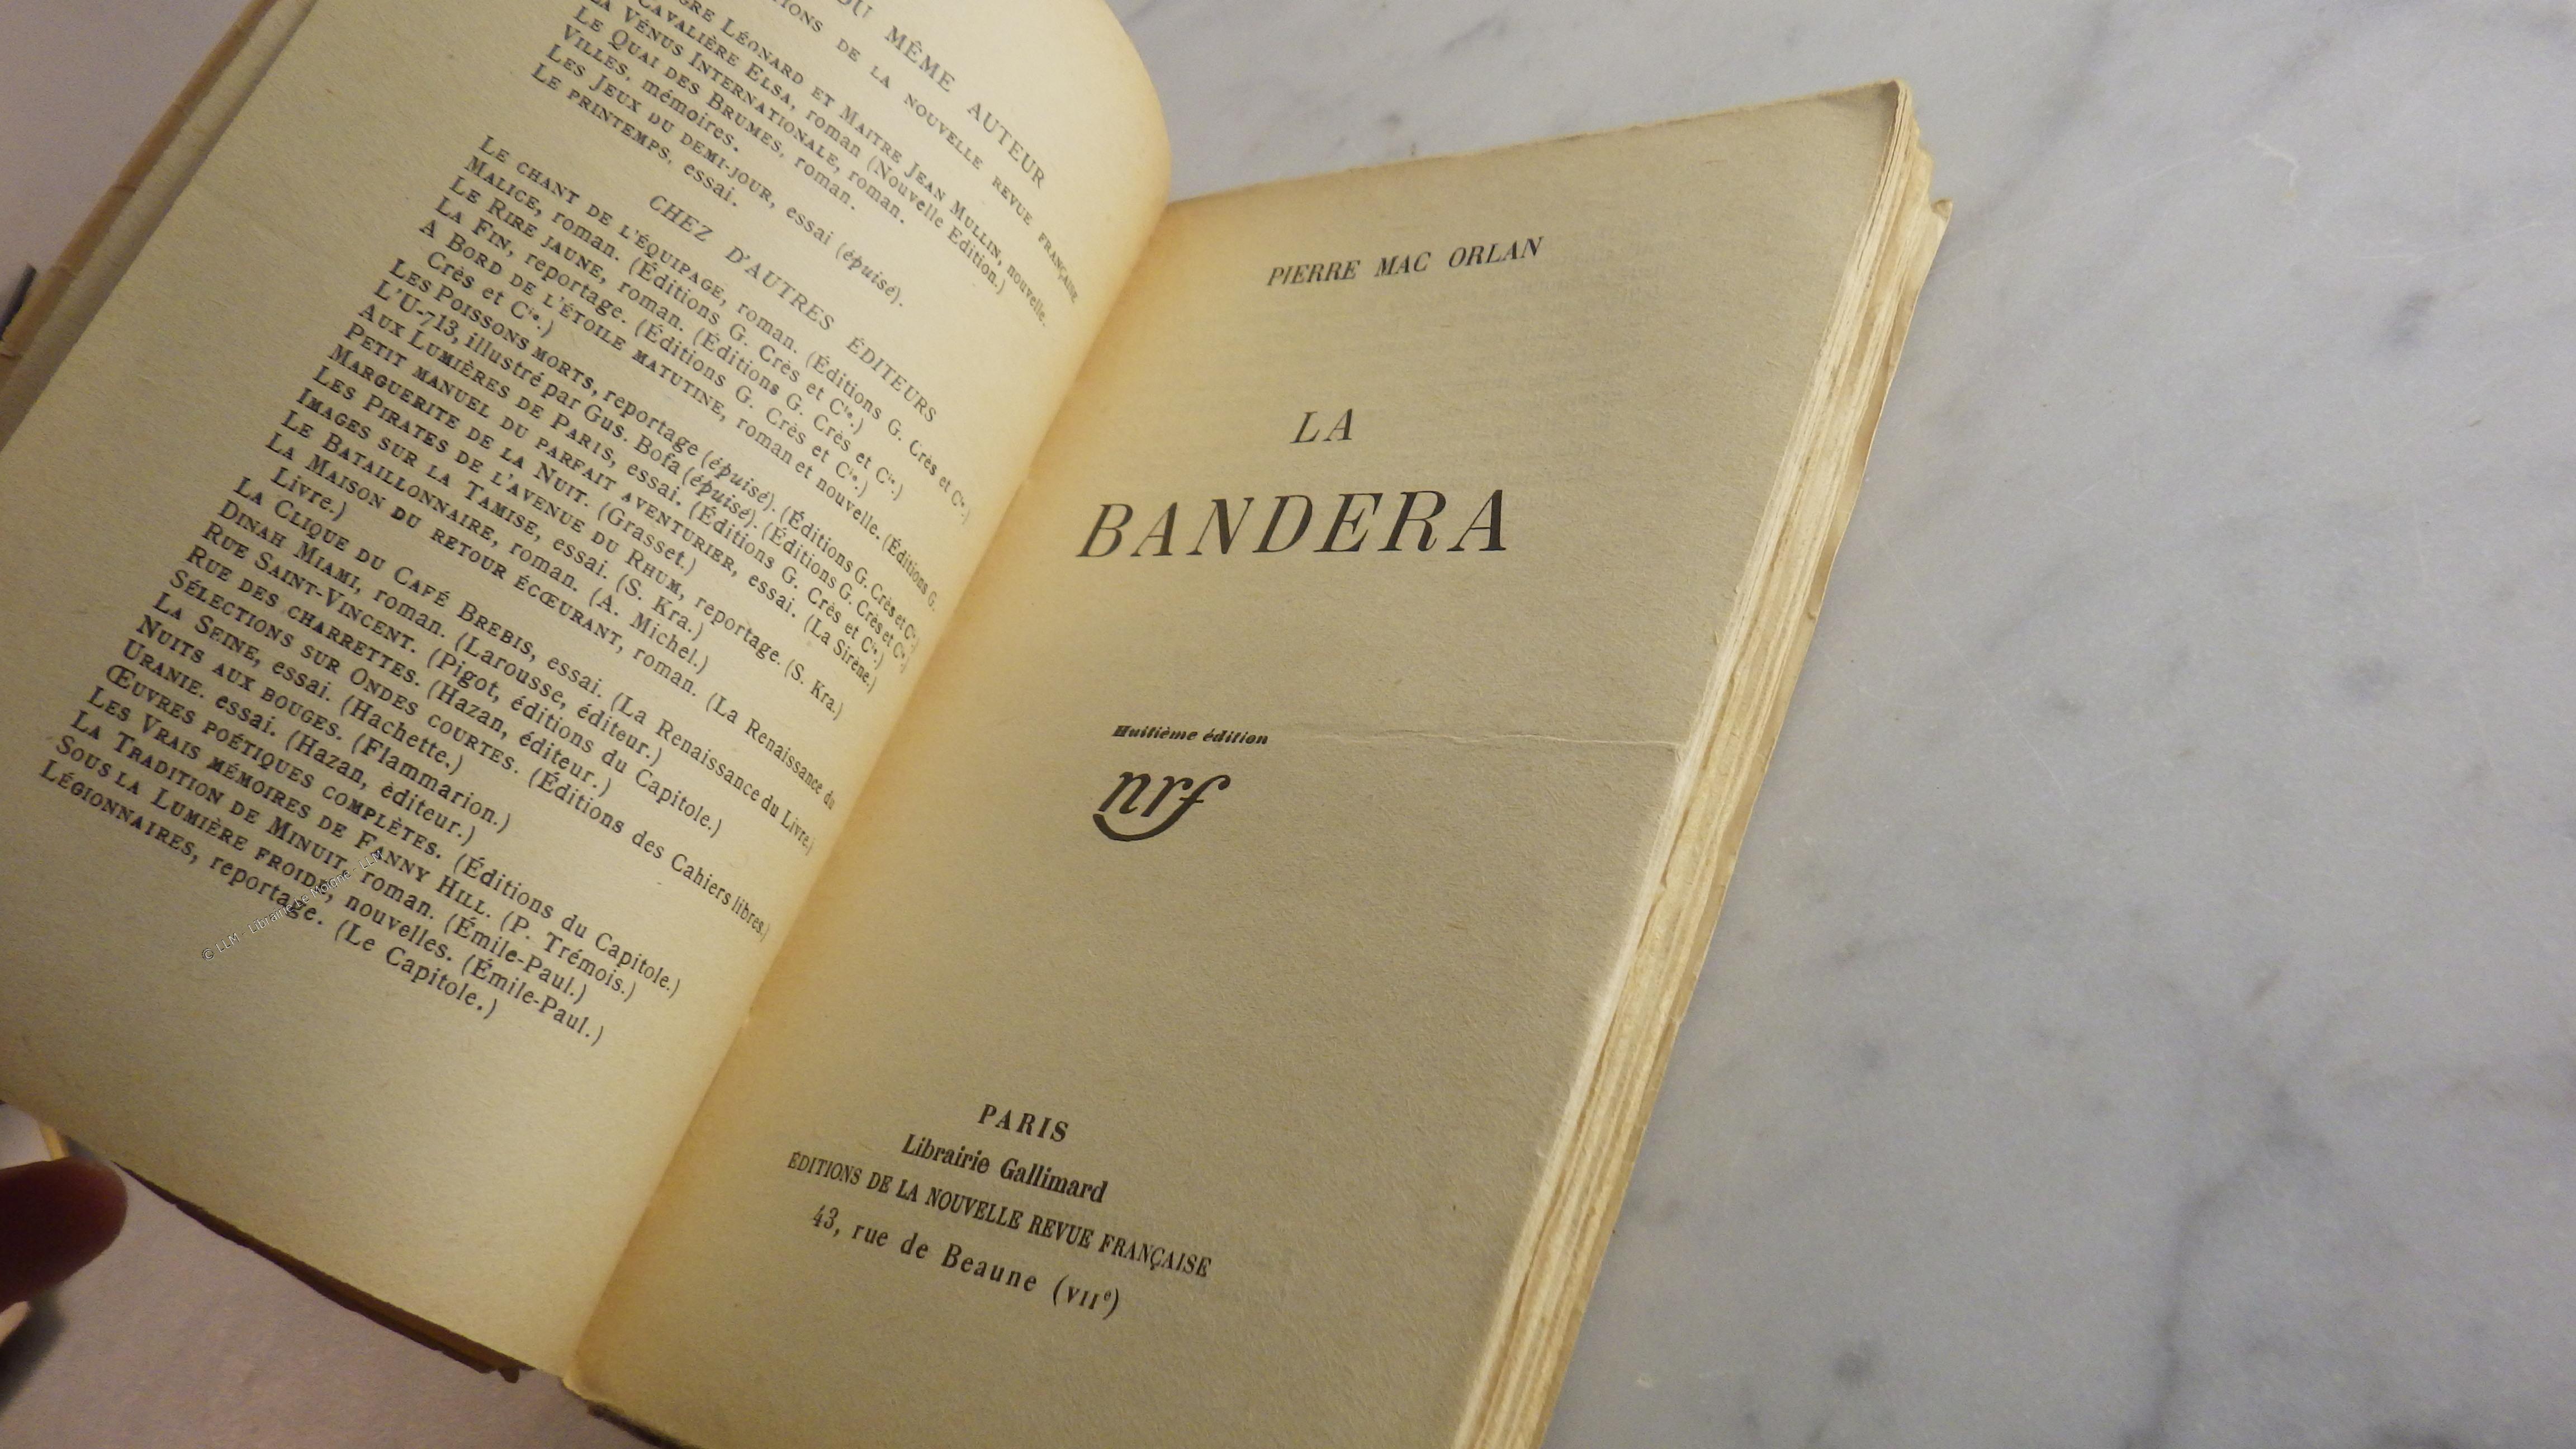 DU MÊME AUTEUR
DE LA NOUVELLE REVUE FRANÇAISE
LÉONARD ET MAITRE JEAN MULLIN, nouvelle.
CAVALIÈRE ELSA, roman (Nouvelle Edition.)
LA VÉNUS INTERNATIONALE, roman.
LE QUAI DES BRUMES, roman.
VILLES, mémoires.
LES JEUX DU DEMI-JOUR, essai (épuisé).
LE PRINTEMPS, essai.
CHEZ D'AUTRES ÉDITEURS
LE CHANT DE L'ÉQUIPAGE, roman. (Éditions G. Crès et Cie.)
MALICE, roman. (Éditions G. Crès et Cie.)
LE RIRE JAUNE, roman. (Éditions G. Crès et Cie.)
LA FIN, reportage. (Éditions G. Crès et Cie.)
A BORD DE L'ÉTOILE MATUTINE, roman et nouvelle. (Éditions G.
Crès et Cie.)
LES POISSONS MORTS, reportage (épuisé). (Éditions G. Crès et Cie.)
L'U-713, illustré par Gus. Bofa (épuisé). (Éditions G. Crès et Cie.)
AUX LUMIÈRES DE PARIS, essai. (Éditions G. Crès et Cie.)
PETIT MANUEL DU PARFAIT AVENTURIER, essai. (La Sirène.)
MARGUERITE DE LA NUIT. (Grasset.)
LES PIRATES DE L'AVENUE DU RHUM, reportage. (S. Kra.)
IMAGES SUR LA TAMISE, essai. (S. Kra.)
LE BATAILLONNAIRE, roman. (A. Michel.)
LA MAISON DU RETOUR ÉCŒURANT, roman. (La Renaissance du
Livre.)
LA CLIQUE DU CAFÉ BREBIS, essai. (La Renaissance du Livre.)
DINAH MIAMI, roman. (Larousse, éditeur.)
RUE SAINT-VINCENT. (Pigot, éditions du Capitole.)
RUE DES CHARRETTES. (Hazan, éditeur.)
SÉLECTIONS SUR ONDES COURTES. (Éditions des Cahiers libres.)
LA SEINE, essai. (Hachette.)
NUITS AUX BOUGES. (Flammarion.)
URANIE. essai. (Hazan, éditeur.)
ŒUVRES POÉTIQUES COMPLÈTES. (Éditions du Capitole.)
LES VRAIS MÉMOIRES DE FANNY HILL. (P. Trémois.)
LA TRADITION DE MINUIT, roman. (Émile-Paul.)
SOUS LA LUMIÈRE FROIDE, nouvelles. (Émile-Paul.)
LÉGIONNAIRES, reportage. (Le Capitole.)
© LLM - Librairie Le Moigne - LLM
PIERRE MAC ORLAN
LA
BANDERA
Huitième édition
nrf
PARIS
Librairie Gallimard
ÉDITIONS DE LA NOUVELLE REVUE FRANÇAISE
43, rue de Beaune (VIIe)